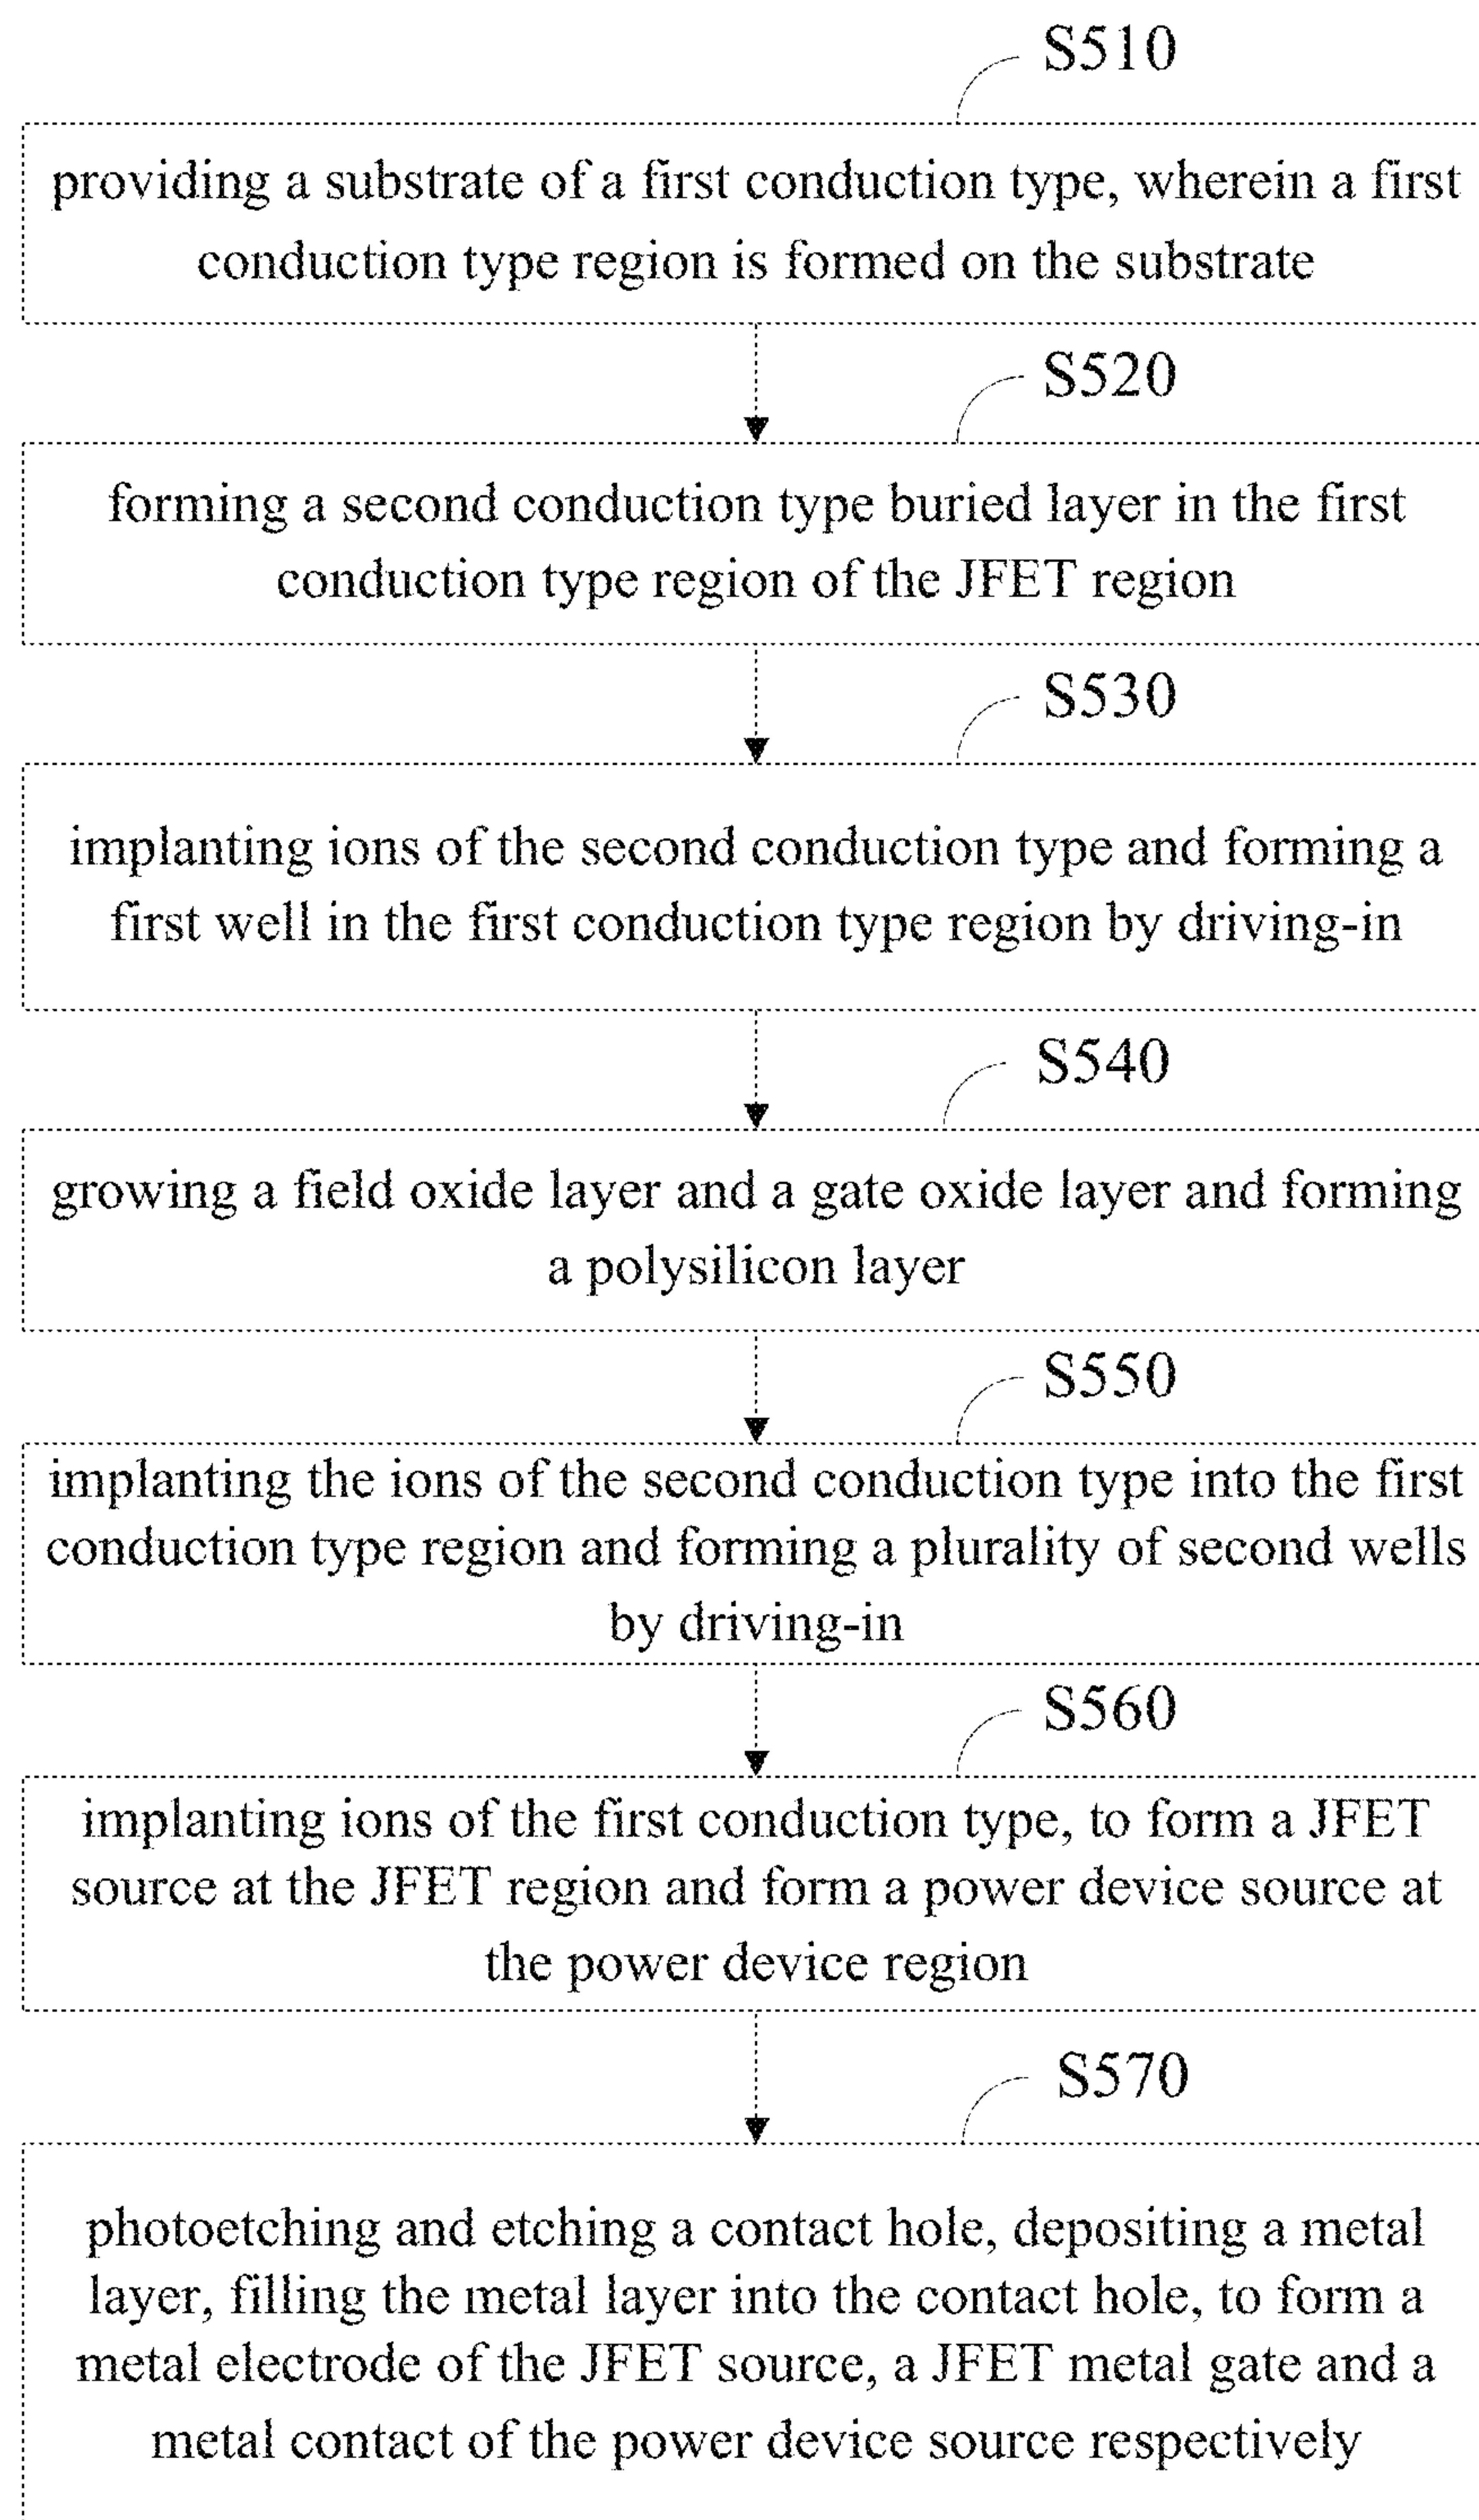 S510
providing a substrate of a first conduction type, wherein a first
conduction type region is formed on the substrate
S520
forming a second conduction type buried layer in the first
conduction type region of the JFET region
S530
implanting ions of the second conduction type and forming a
first well in the first conduction type region by driving-in
S540
growing a field oxide layer and a gate oxide layer and forming
a polysilicon layer
S550
implanting the ions of the second conduction type into the first
conduction type region and forming a plurality of second wells
by driving-in
S560
implanting ions of the first conduction type, to form a JFET
source at the JFET region and form a power device source at
the power device region
S570
photoetching and etching a contact hole, depositing a metal
layer, filling the metal layer into the contact hole, to form a
metal electrode of the JFET source, a JFET metal gate and a
metal contact of the power device source respectively